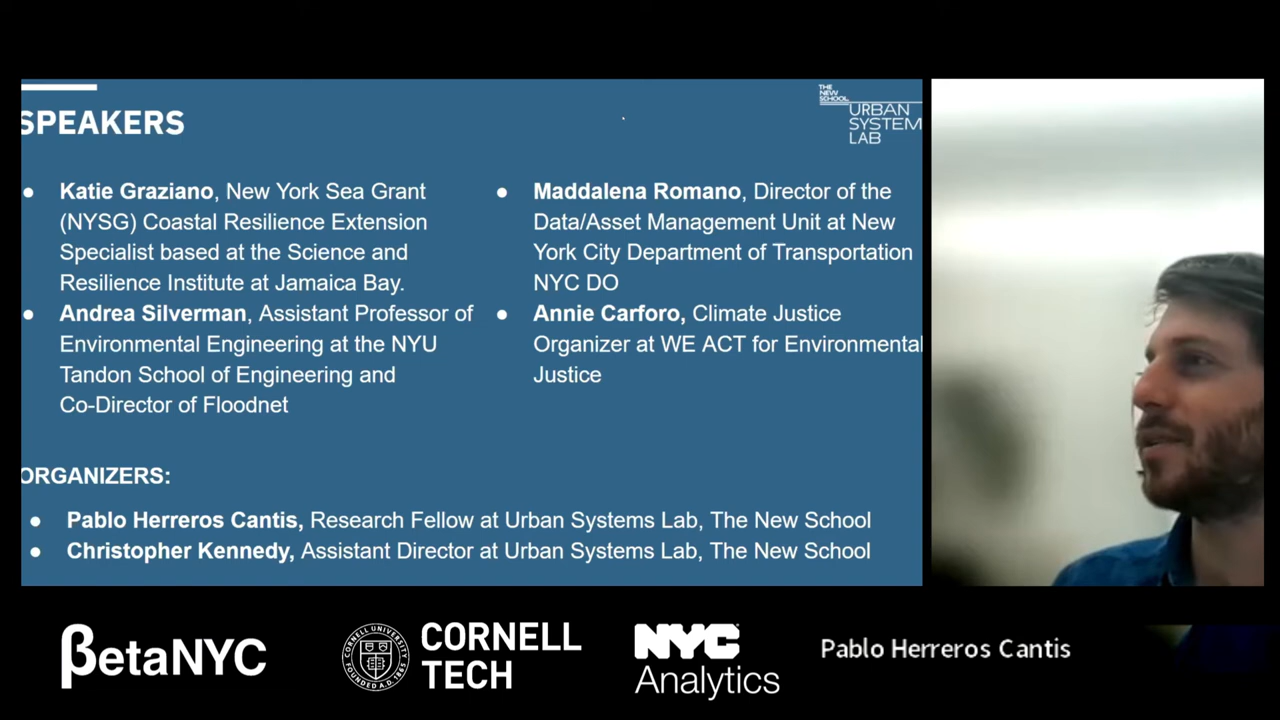 SPEAKERS
THE
NEW
SCHOOL
URBAN
SYSTEM
LAB
● Katie Graziano, New York Sea Grant
(NYSG) Coastal Resilience Extension
Specialist based at the Science and
Resilience Institute at Jamaica Bay.
● Andrea Silverman, Assistant Professor of
Environmental Engineering at the NYU
Tandon School of Engineering and
Co-Director of Floodnet
● Maddalena Romano, Director of the
Data/Asset Management Unit at New
York City Department of Transportation
NYC DO
● Annie Carforo, Climate Justice
Organizer at WE ACT for Environmental
Justice
ORGANIZERS:
● Pablo Herreros Cantis, Research Fellow at Urban Systems Lab, The New School
● Christopher Kennedy, Assistant Director at Urban Systems Lab, The New School
βetaNYC
CORNELL UNIVERSITY
FOUNDED A.D. 1865
CORNELL
TECH
NYC
Analytics
Pablo Herreros Cantis